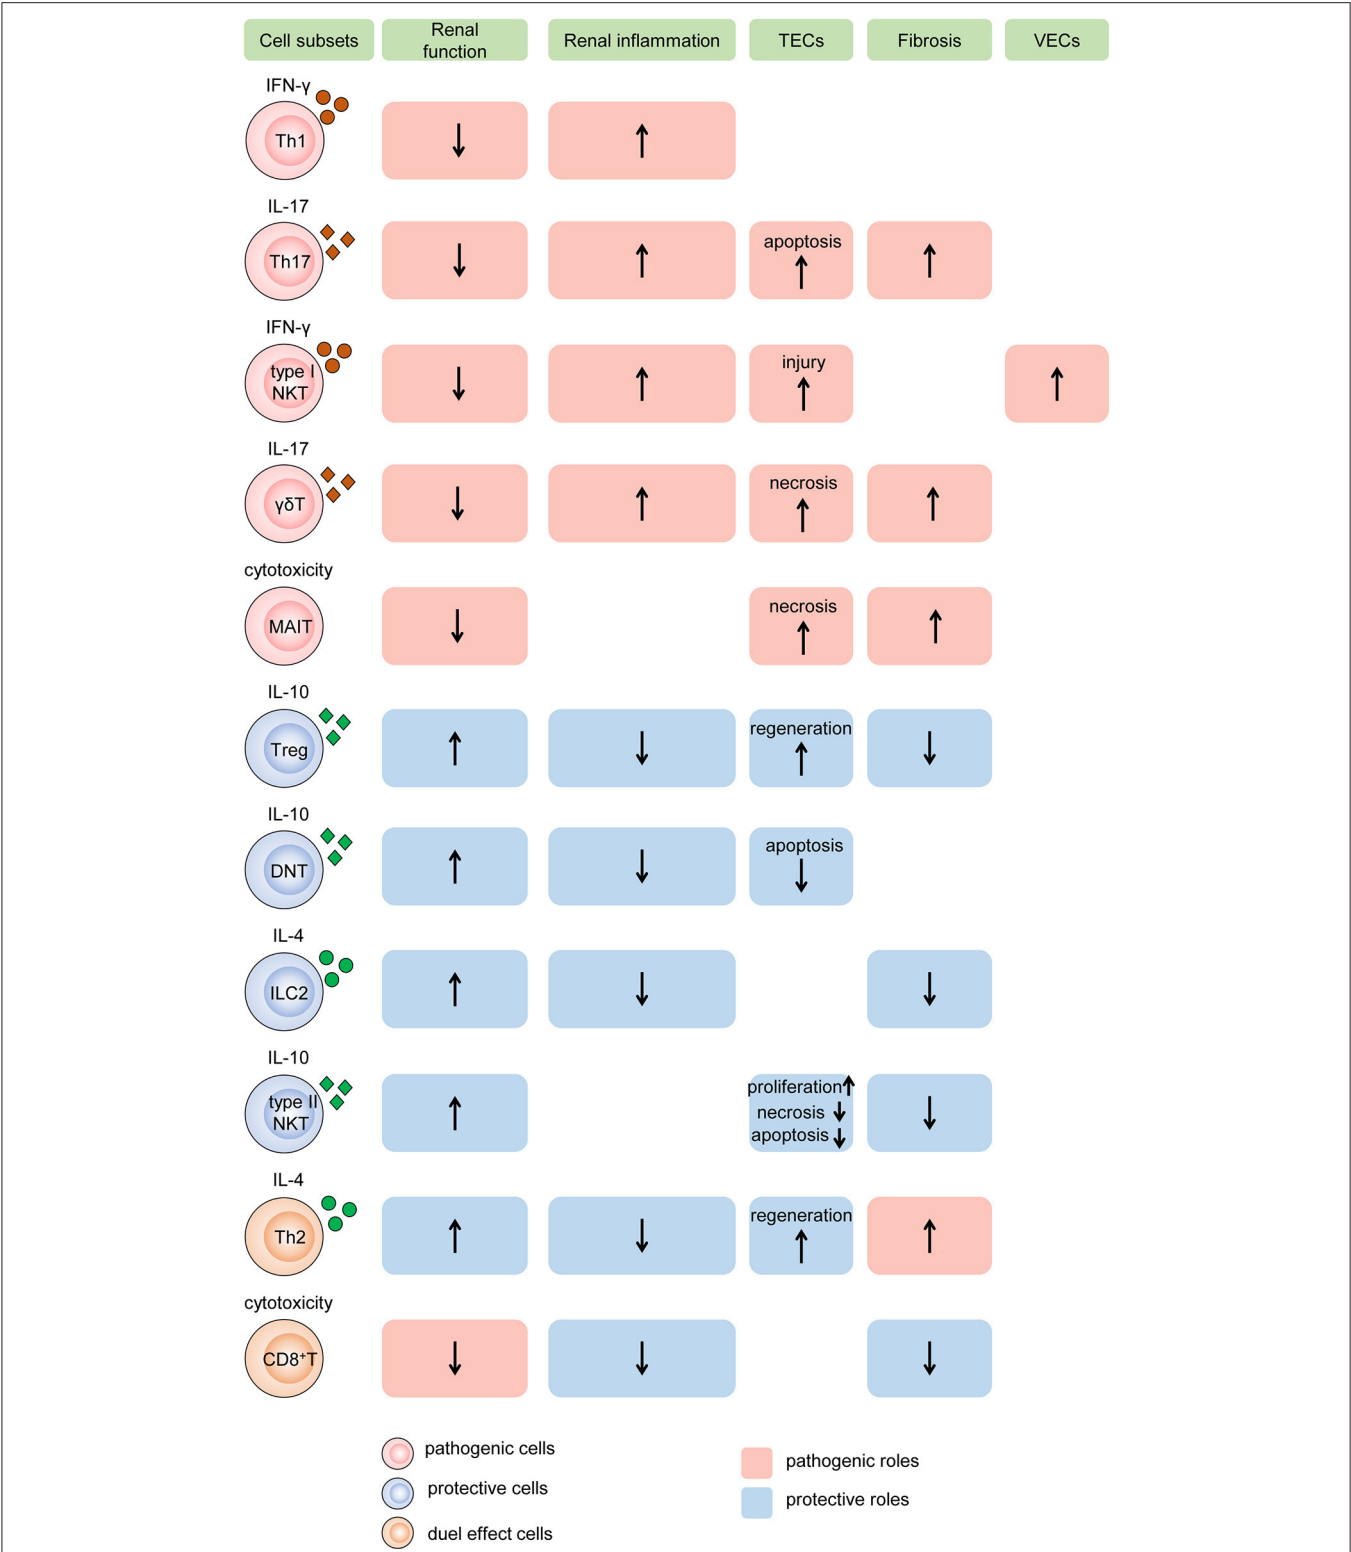 Cell subsets
Renal
function
Renal inflammation
TECs
Fibrosis
VECs
IFN-γ
Th1
IL-17
Th17
apoptosis
IFN-γ
type I
NKT
injury
IL-17
γδT
necrosis
cytotoxicity
MAIT
necrosis
IL-10
Treg
regeneration
IL-10
DNT
apoptosis
IL-4
ILC2
IL-10
type II
NKT
proliferation
necrosis
apoptosis
IL-4
Th2
regeneration
cytotoxicity
CD8⁺T
pathogenic cells
protective cells
duel effect cells
pathogenic roles
protective roles